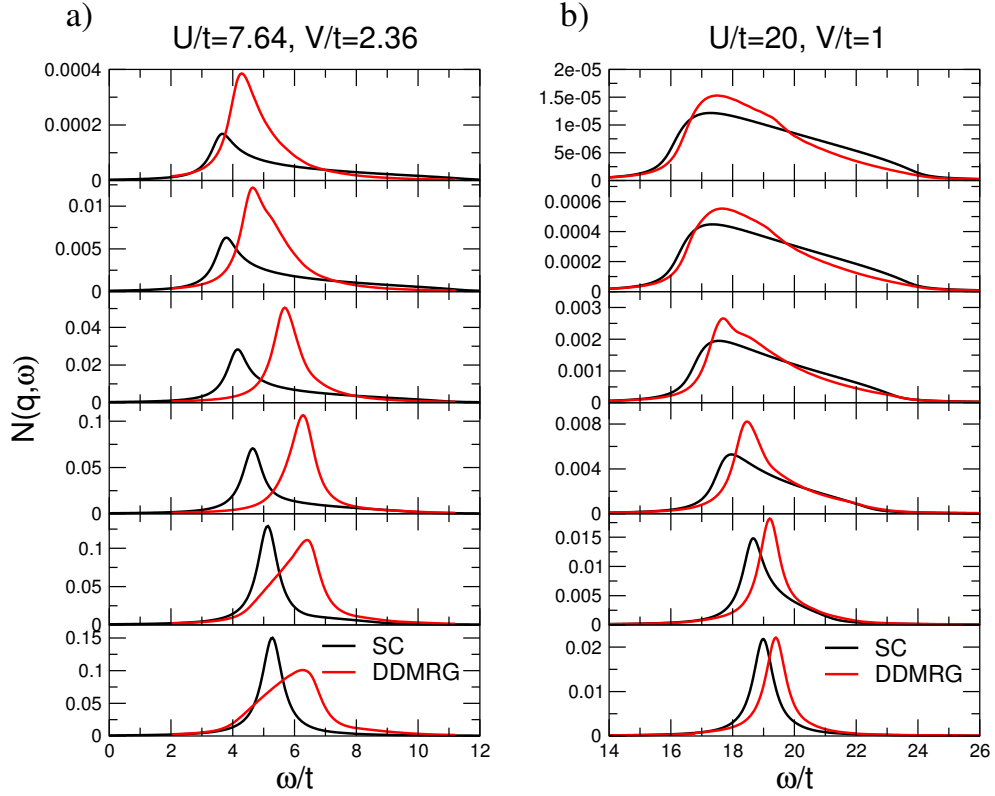 a)
U/t=7.64, V/t=2.36
b)
U/t=20, V/t=1
N(q,ω)
0.0004
0.0002
0
0.01
0.005
0
0.04
0.02
0
0.1
0.05
0
0.1
0.05
0
0.15
0.1
0.05
0
SC
DDMRG
0 2 4 6 8 10 12
ω/t
2e-05
1.5e-05
1e-05
5e-06
0
0.0006
0.0004
0.0002
0
0.003
0.002
0.001
0
0.008
0.004
0
0.015
0.01
0.005
0
0.02
0.01
0
SC
DDMRG
14 16 18 20 22 24 26
ω/t